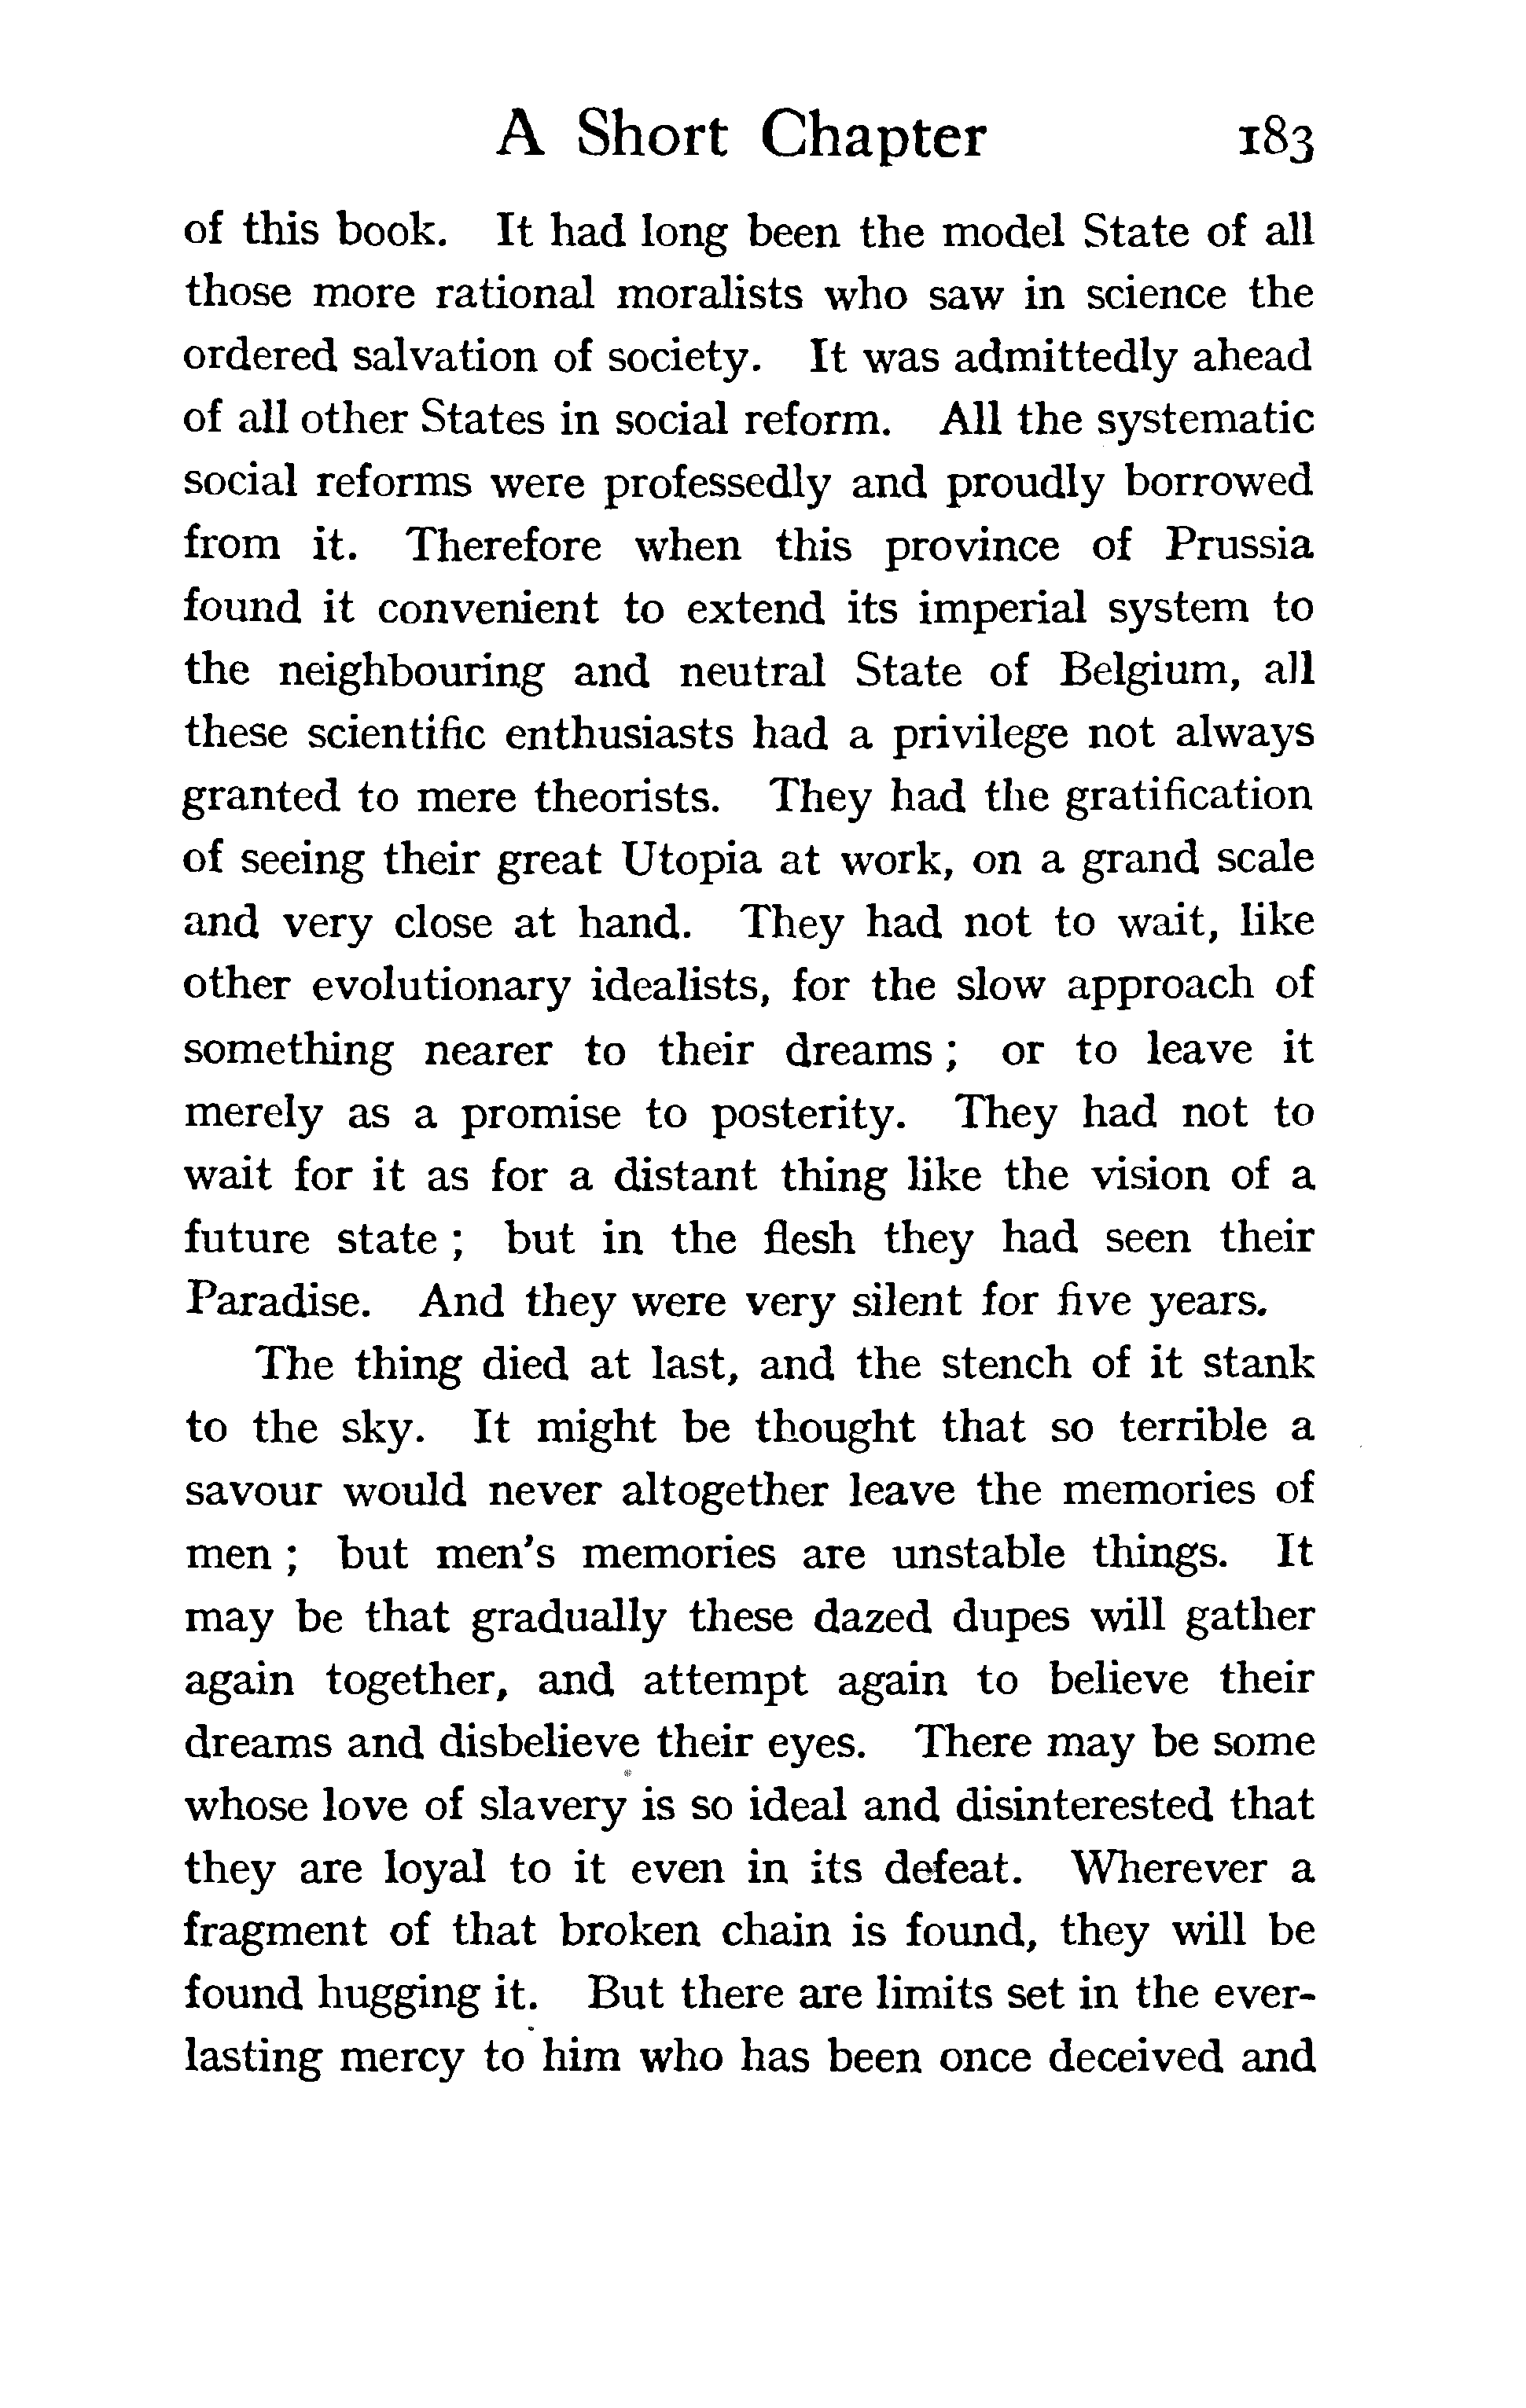 A Short Chapter 183
of this book. It had long been the model State of all
those more rational moralists who saw in science the
ordered salvation of society. It was admittedly ahead
of all other States in social reform. All the systematic
social reforms were professedly and proudly borrowed
from it. Therefore when this province of Prussia
found it convenient to extend its imperial system to
the neighbouring and neutral State of Belgium, all
these scientific enthusiasts had a privilege not always
granted to mere theorists. They had the gratification
of seeing their great Utopia at work, on a grand scale
and very close at hand. They had not to wait, like
other evolutionary idealists, for the slow approach of
something nearer to their dreams ; or to leave it
merely as a promise to posterity. They had not to
wait for it as for a distant thing like the vision of a
future state ; but in the flesh they had seen their
Paradise. And they were very silent for five years.
The thing died at last, and the stench of it stank
to the sky. It might be thought that so terrible a
savour would never altogether leave the memories of
men ; but men's memories are unstable things. It
may be that gradually these dazed dupes will gather
again together, and attempt again to believe their
dreams and disbelieve their eyes. There may be some
whose love of slavery is so ideal and disinterested that
they are loyal to it even in its defeat. Wherever a
fragment of that broken chain is found, they will be
found hugging it. But there are limits set in the ever-
lasting mercy to him who has been once deceived and